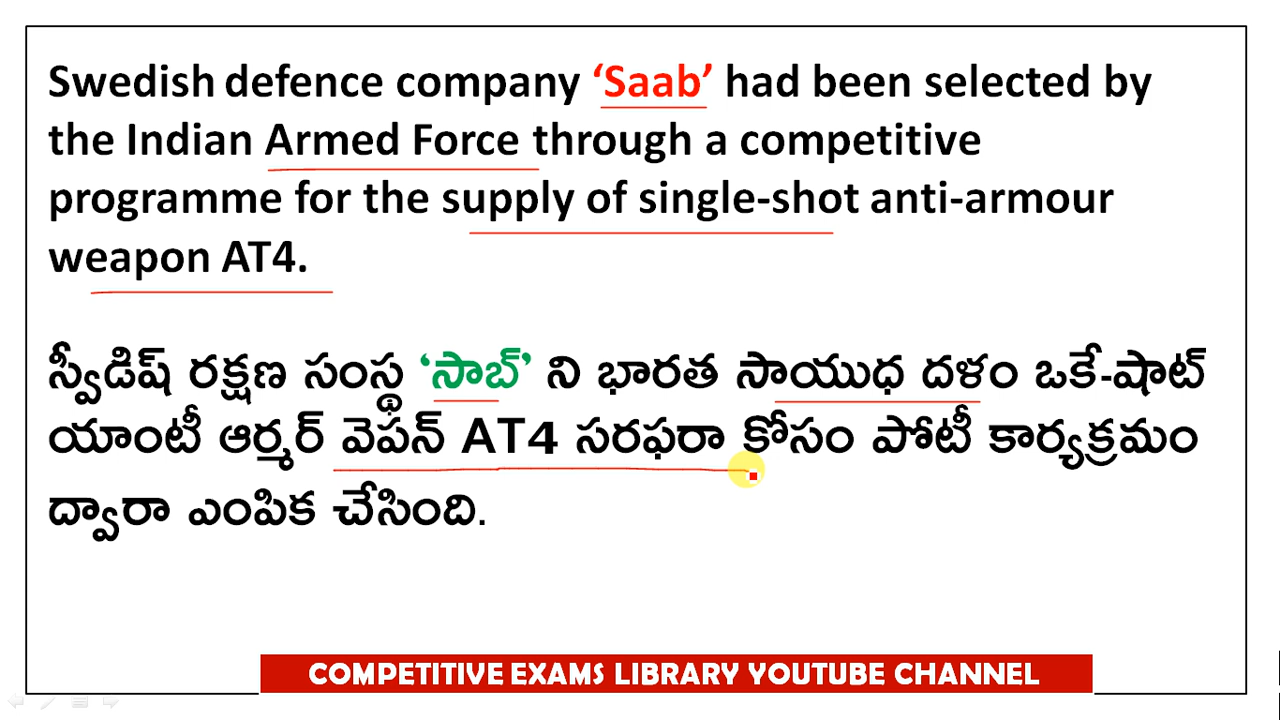 Swedish defence company ‘Saab’ had been selected by
the Indian Armed Force through a competitive
programme for the supply of single-shot anti-armour
weapon AT4.
స్వీడిష్ రక్షణ సంస్థ ‘సాబ్’ ని భారత సాయుధ దళం ఒకే-షాట్
యాంటీ ఆర్మర్ వెపన్ AT4 సరఫరా కోసం పోటీ కార్యక్రమం
ద్వారా ఎంపిక చేసింది.
COMPETITIVE EXAMS LIBRARY YOUTUBE CHANNEL